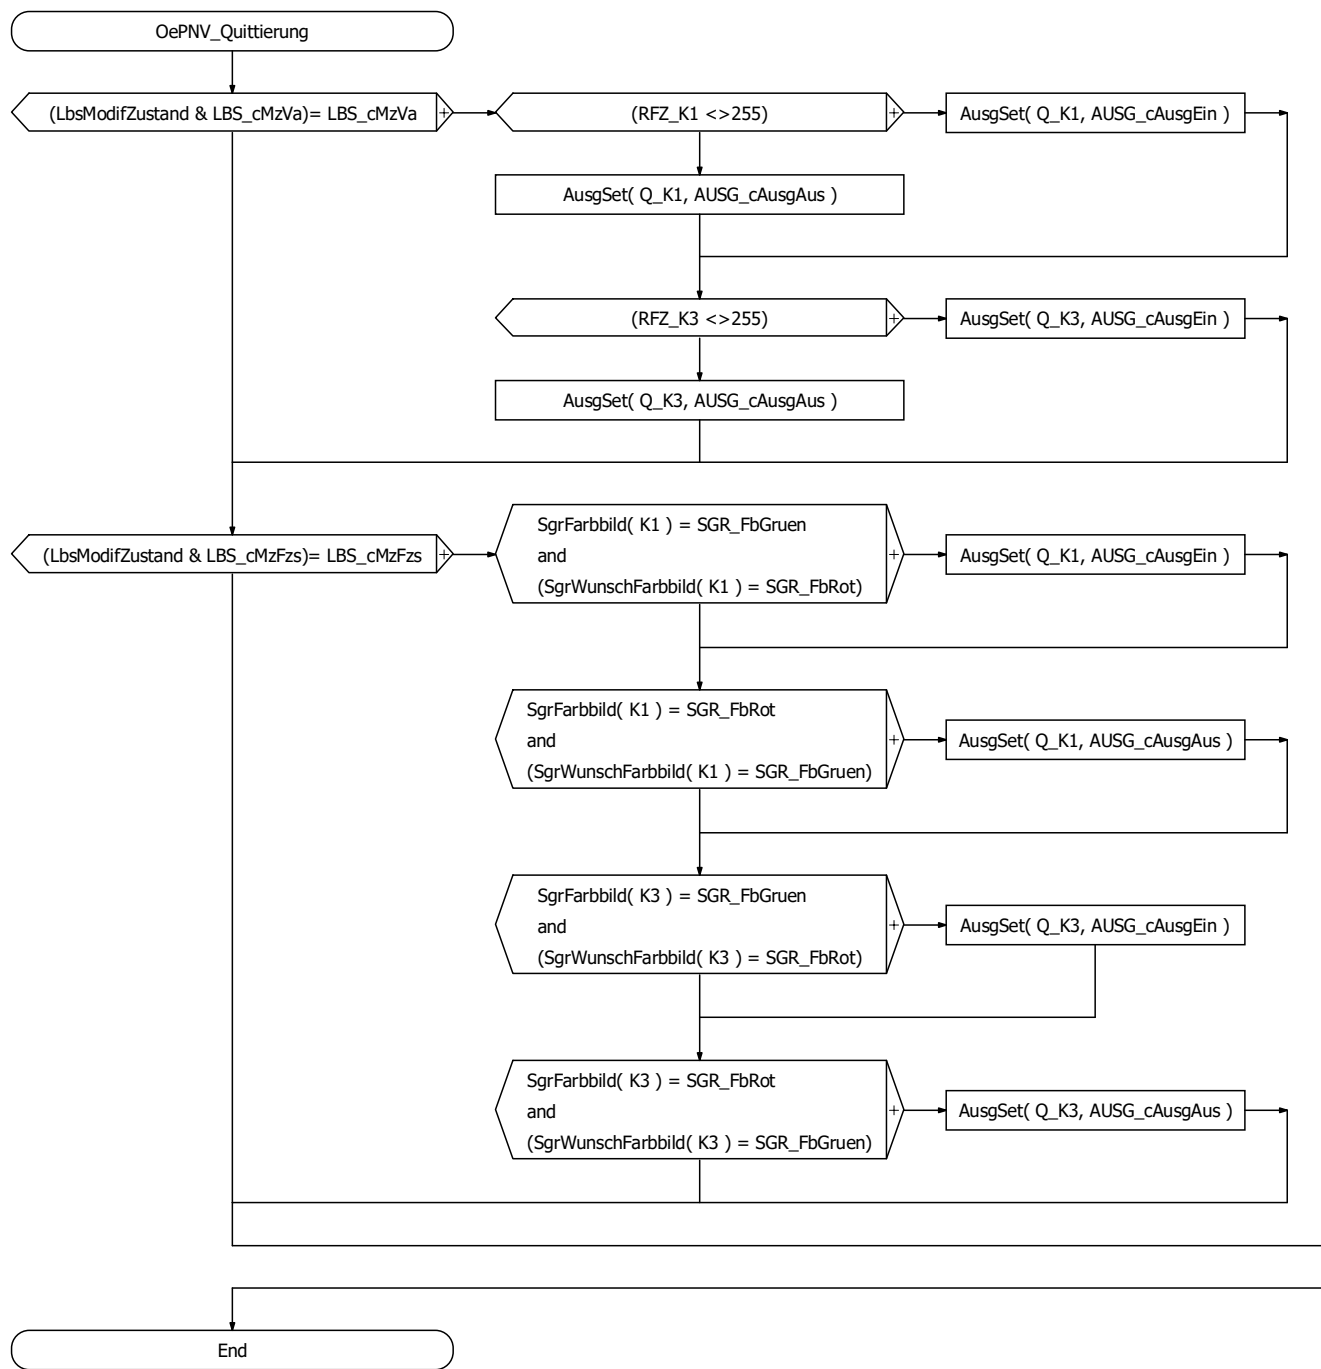 OePNV_Quittierung
(LbsModifZustand & LBS_cMzVa)= LBS_cMzVa
+
(RFZ_K1 <>255)
+
AusgSet( Q_K1, AUSG_cAusgEin )
AusgSet( Q_K1, AUSG_cAusgAus )
(RFZ_K3 <>255)
+
AusgSet( Q_K3, AUSG_cAusgEin )
AusgSet( Q_K3, AUSG_cAusgAus )
(LbsModifZustand & LBS_cMzFzs)= LBS_cMzFzs
+
SgrFarbbild( K1 ) = SGR_FbGruen
and
(SgrWunschFarbbild( K1 ) = SGR_FbRot)
+
AusgSet( Q_K1, AUSG_cAusgEin )
SgrFarbbild( K1 ) = SGR_FbRot
and
(SgrWunschFarbbild( K1 ) = SGR_FbGruen)
+
AusgSet( Q_K1, AUSG_cAusgAus )
SgrFarbbild( K3 ) = SGR_FbGruen
and
(SgrWunschFarbbild( K3 ) = SGR_FbRot)
+
AusgSet( Q_K3, AUSG_cAusgEin )
SgrFarbbild( K3 ) = SGR_FbRot
and
(SgrWunschFarbbild( K3 ) = SGR_FbGruen)
+
AusgSet( Q_K3, AUSG_cAusgAus )
End